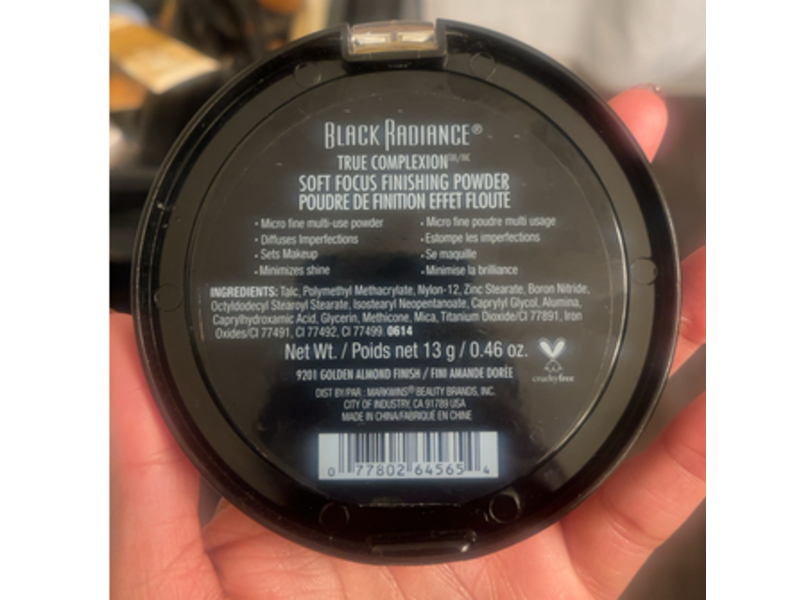 BLACK RADIANCE®
TRUE COMPLEXION™/MC
SOFT FOCUS FINISHING POWDER
POUDRE DE FINITION EFFET FLOUTÉ
• Micro fine multi-use powder
• Diffuses Imperfections
• Sets Makeup
• Minimizes shine
• Micro fine poudre multi usage
• Estompe les imperfections
• Se maquille
• Minimise la brilliance
INGREDIENTS: Talc, Polymethyl Methacrylate, Nylon-12, Zinc Stearate, Boron Nitride,
Octyldodecyl Stearoyl Stearate, Isostearyl Neopentanoate, Caprylyl Glycol, Alumina,
Caprylhydroxamic Acid, Glycerin, Methicone, Mica, Titanium Dioxide/CI 77891, Iron
Oxides/CI 77491, CI 77492, CI 77499. 0614
Net Wt. / Poids net 13 g / 0.46 oz.
9201 GOLDEN ALMOND FINISH / FINI AMANDE DORÉE
crueltyfree
DIST BY/PAR : MARKWINS® BEAUTY BRANDS, INC.
CITY OF INDUSTRY, CA 91789 USA
MADE IN CHINA/FABRIQUÉ EN CHINE
0 77802 64565 4